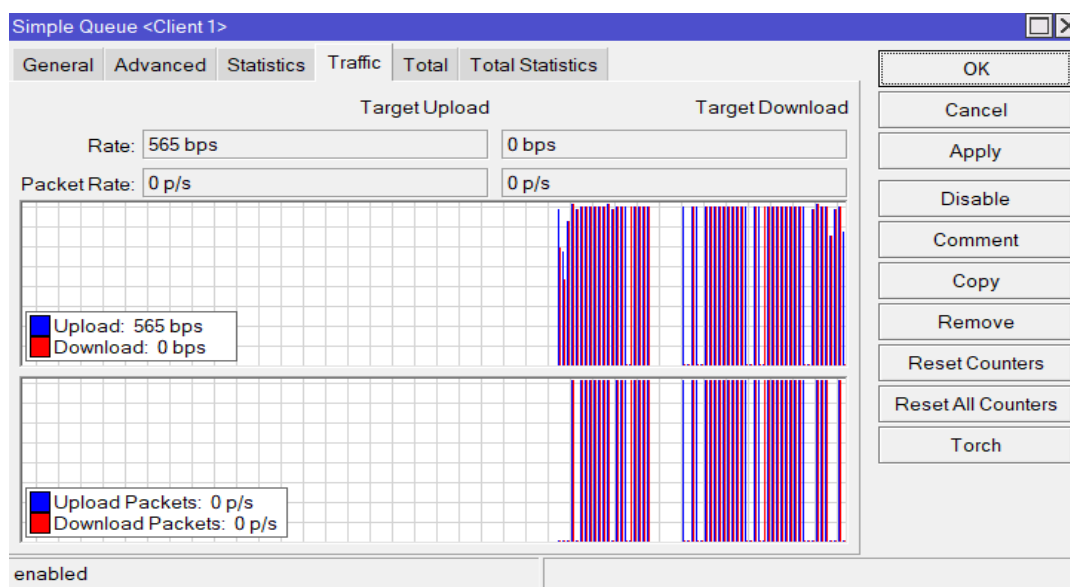 Simple Queue <Client 1>
General Advanced Statistics Traffic Total Total Statistics
Target Upload Target Download
Rate: 565 bps 0 bps
Packet Rate: 0 p/s 0 p/s
Upload: 565 bps
Download: 0 bps
Upload Packets: 0 p/s
Download Packets: 0 p/s
OK
Cancel
Apply
Disable
Comment
Copy
Remove
Reset Counters
Reset All Counters
Torch
enabled